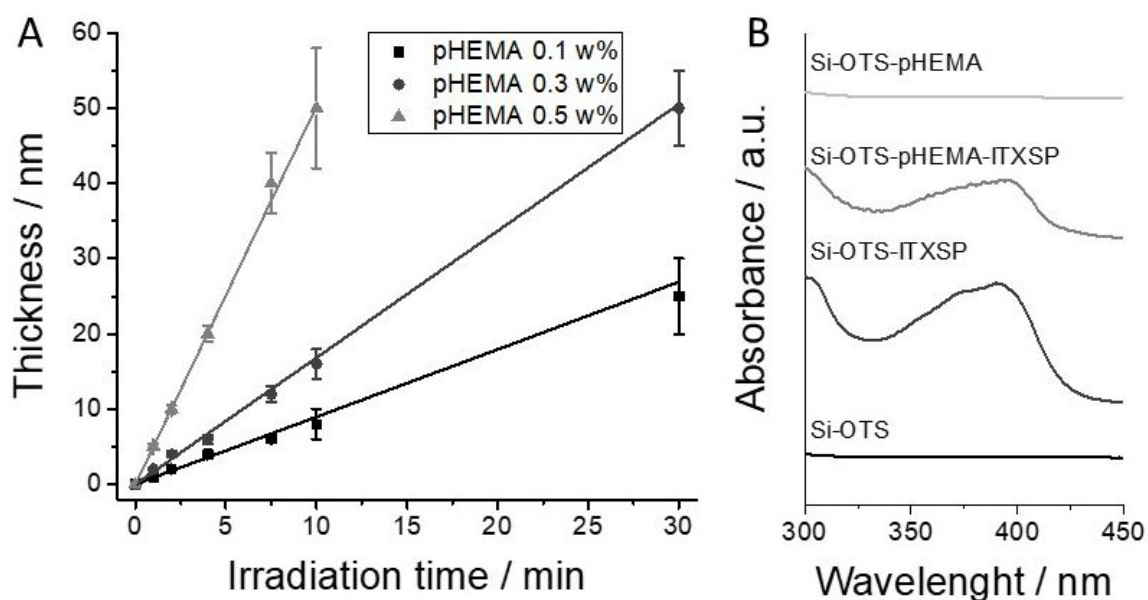 A
60
50
40
30
20
10
0
Thickness / nm
pHEMA 0.1 w%
pHEMA 0.3 w%
pHEMA 0.5 w%
0 5 10 15 20 25 30
Irradiation time / min
B
Absorbance / a.u.
Si-OTS-pHEMA
Si-OTS-pHEMA-ITXSP
Si-OTS-ITXSP
Si-OTS
300 350 400 450
Wavelenght / nm